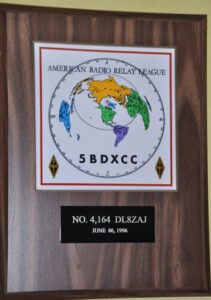 AMERICAN RADIO RELAY LEAGUE
5BDXCC
NO. 4,164 DL8ZAJ
JUNE 06, 1996